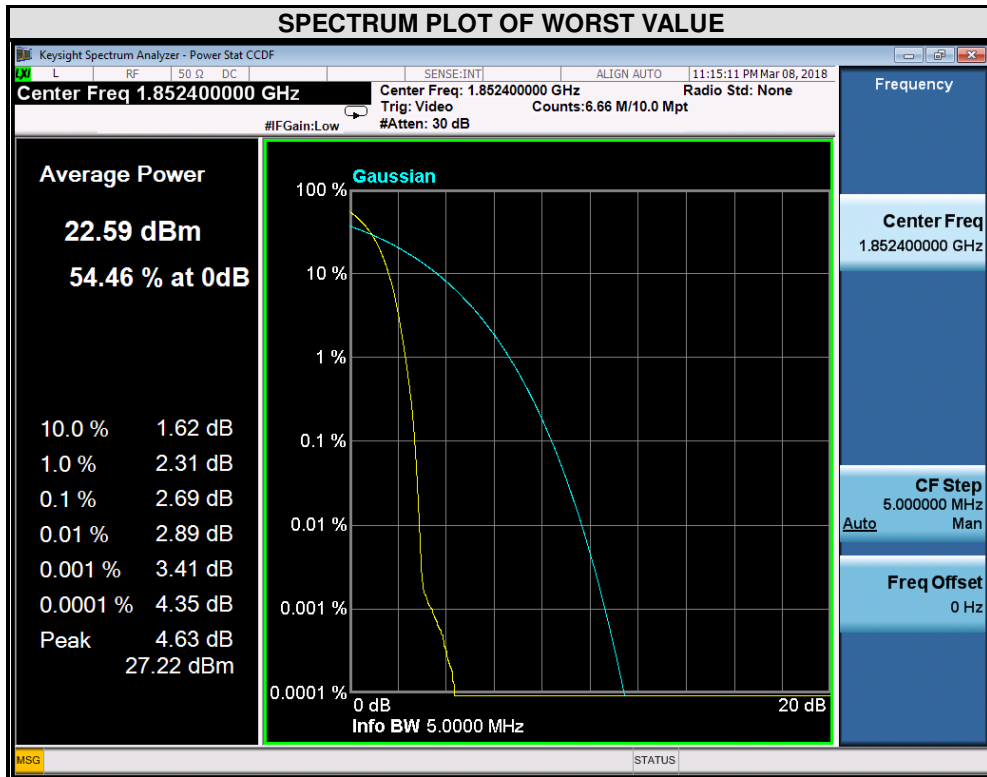 SPECTRUM PLOT OF WORST VALUE
Keysight Spectrum Analyzer - Power Stat CCDF
LXI L RF 50 Ω DC SENSE:INT ALIGN AUTO 11:15:11 PM Mar 08, 2018
Center Freq 1.852400000 GHz
Center Freq: 1.852400000 GHz Radio Std: None
Trig: Video Counts:6.66 M/10.0 Mpt
#IFGain:Low #Atten: 30 dB
Frequency
Average Power
22.59 dBm
54.46 % at 0dB
10.0 % 1.62 dB
1.0 % 2.31 dB
0.1 % 2.69 dB
0.01 % 2.89 dB
0.001 % 3.41 dB
0.0001 % 4.35 dB
Peak 4.63 dB
27.22 dBm
Gaussian
100 %
10 %
1 %
0.1 %
0.01 %
0.001 %
0.0001 %
0 dB 20 dB
Info BW 5.0000 MHz
Center Freq
1.852400000 GHz
CF Step
5.000000 MHz
Auto Man
Freq Offset
0 Hz
MSG STATUS